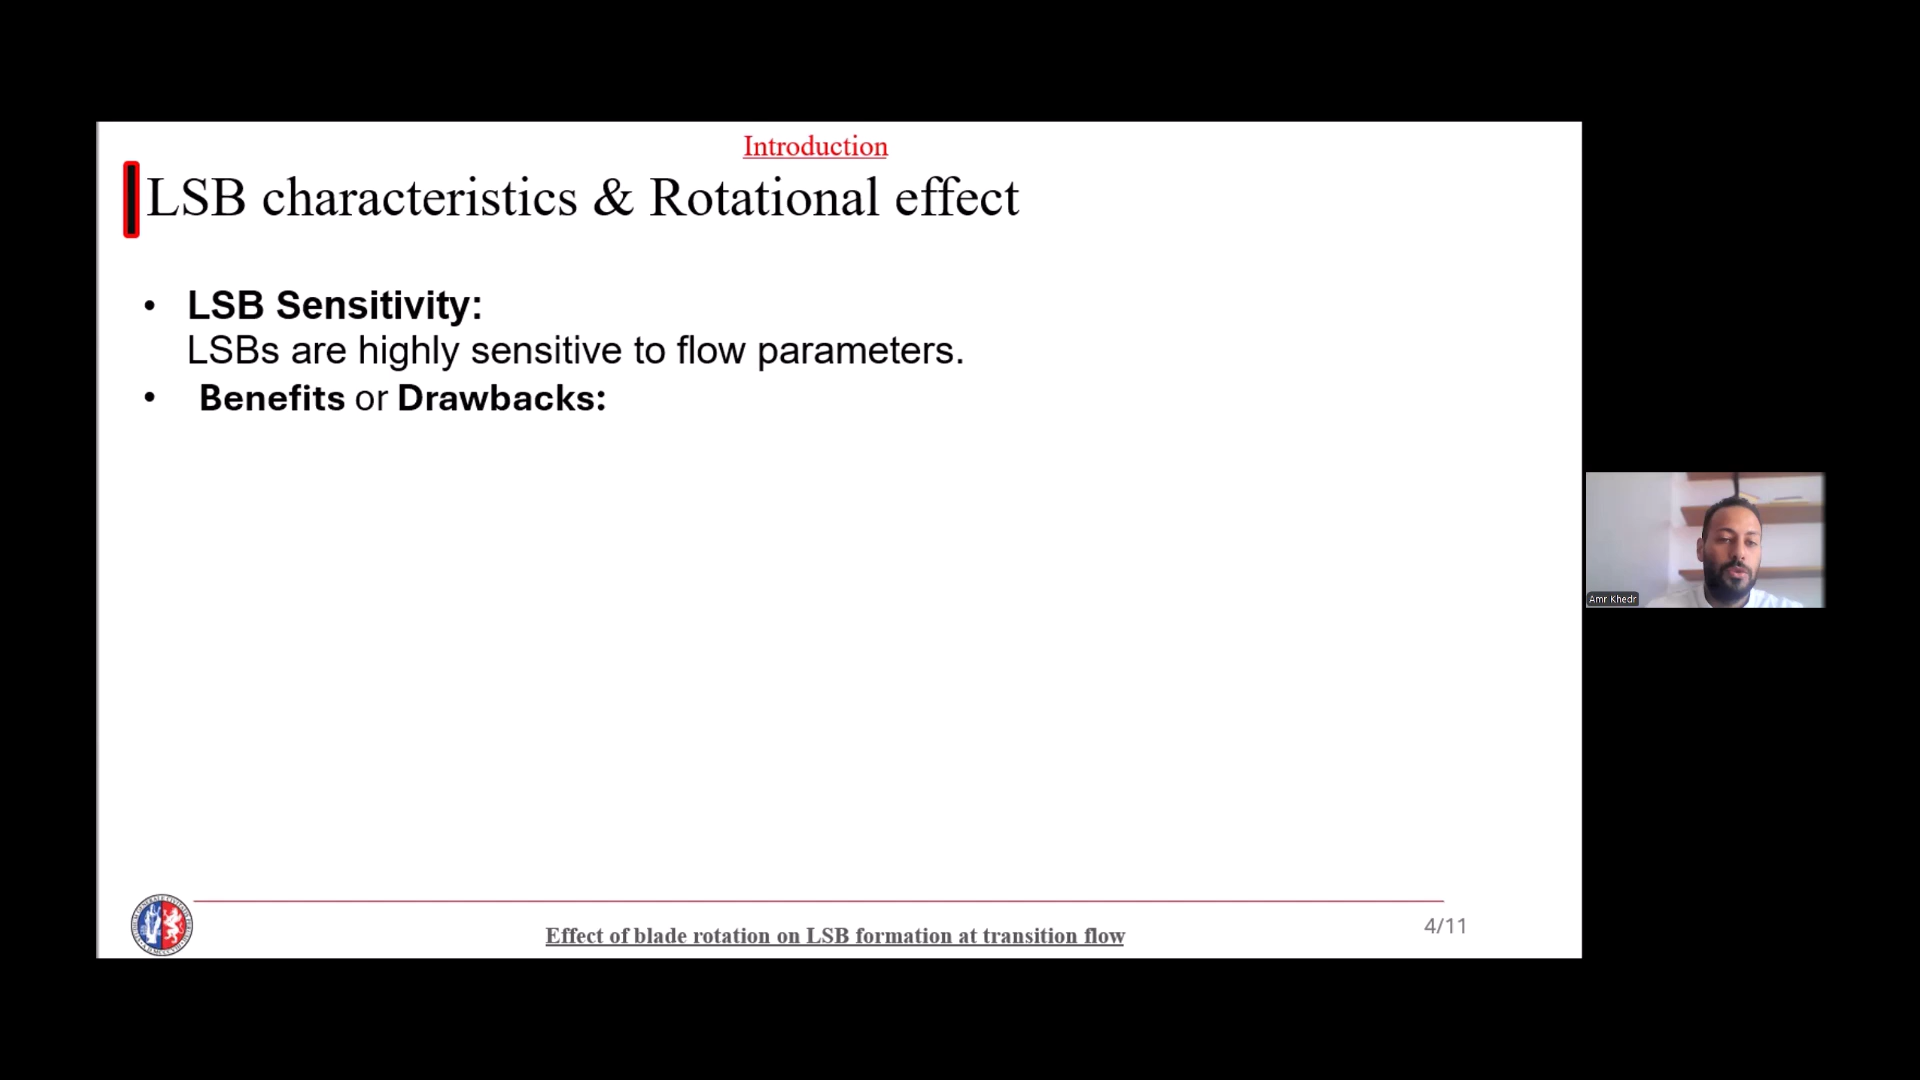 Introduction
LSB characteristics & Rotational effect
• LSB Sensitivity:
LSBs are highly sensitive to flow parameters.
• Benefits or Drawbacks:
Amr Khedr
Effect of blade rotation on LSB formation at transition flow
4/11